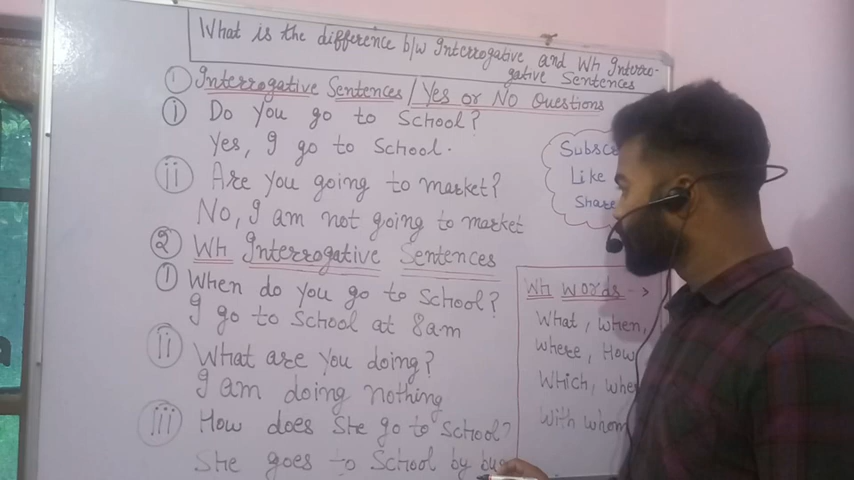 What is the difference b/w Interrogative and Wh Interro-
gative Sentences
① Interrogative Sentences / Yes or No Questions
ⓘ Do you go to School?
Yes, I go to School.
ii Are you going to market?
No, I am not going to market
② Wh Interrogative Sentences
① When do you go to School?
I go to School at 8am
ii What are you doing?
I am doing nothing
iii How does She go to School?
She goes to School by bus
Subsc
Like
Share
Wh words →
What, when,
where, How
Which, whe
With whom